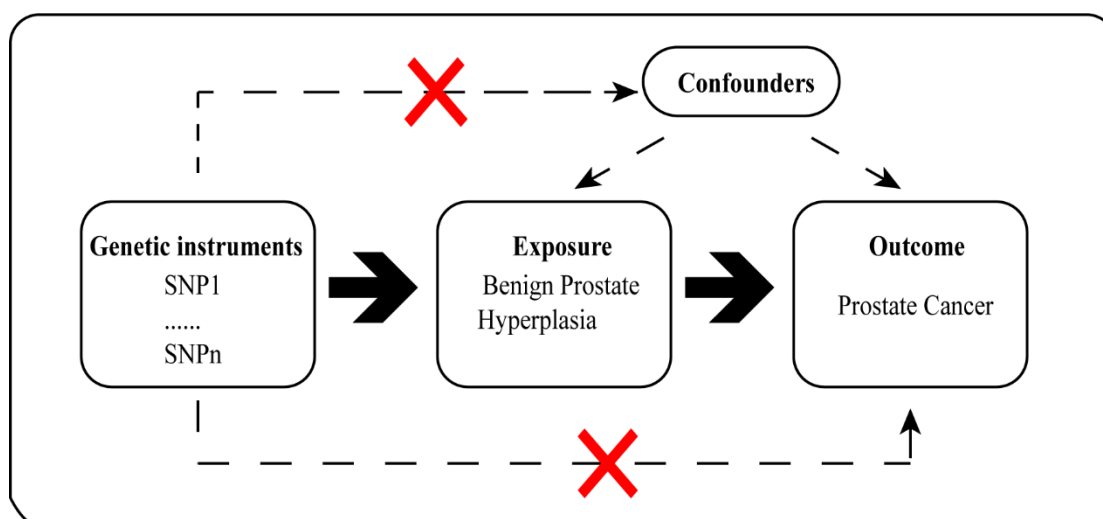 Confounders
Genetic instruments
SNP1
......
SNPn
Exposure
Benign Prostate
Hyperplasia
Outcome
Prostate Cancer